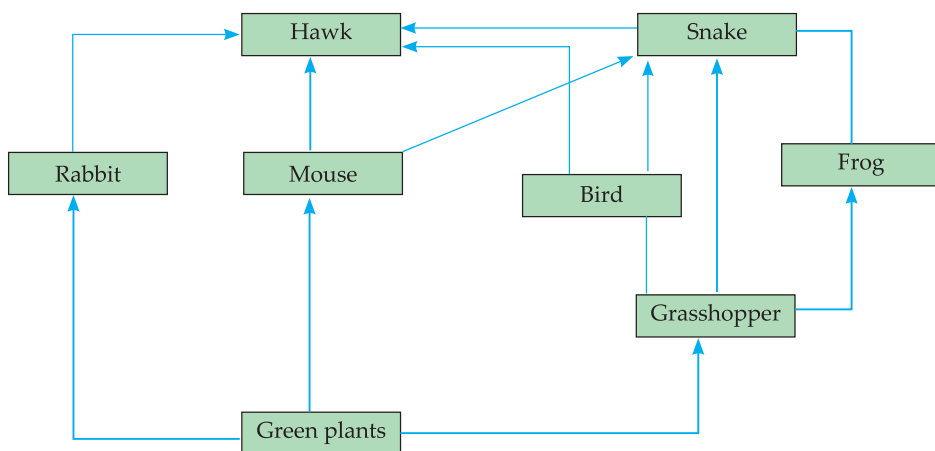 Hawk
Snake
Rabbit
Mouse
Bird
Frog
Grasshopper
Green plants